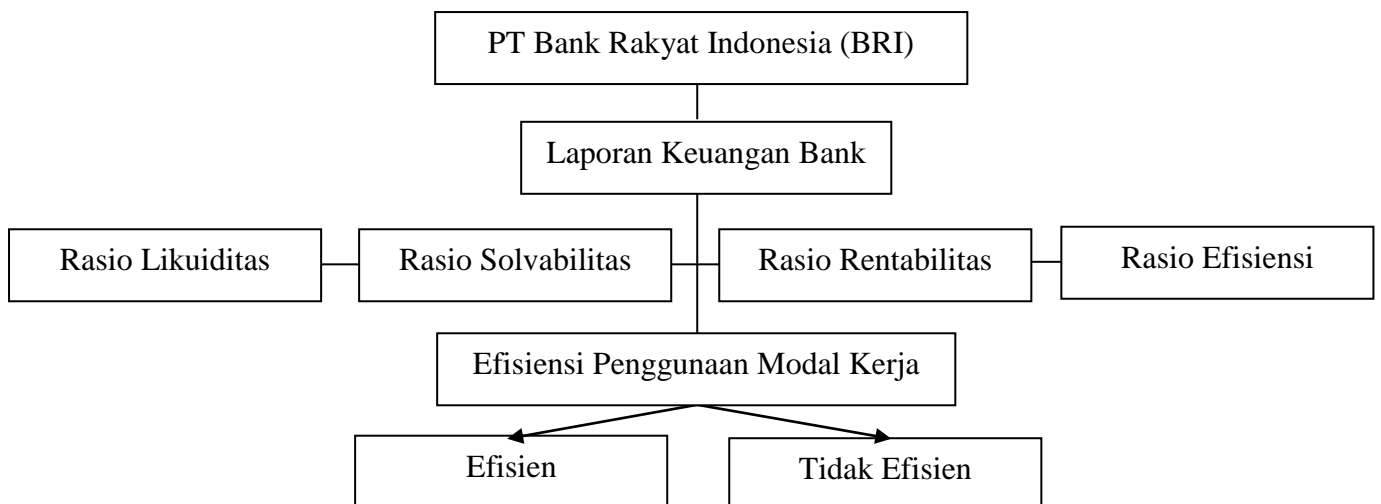 PT Bank Rakyat Indonesia (BRI)
Laporan Keuangan Bank
Rasio Likuiditas
Rasio Solvabilitas
Rasio Rentabilitas
Rasio Efisiensi
Efisiensi Penggunaan Modal Kerja
Efisien
Tidak Efisien